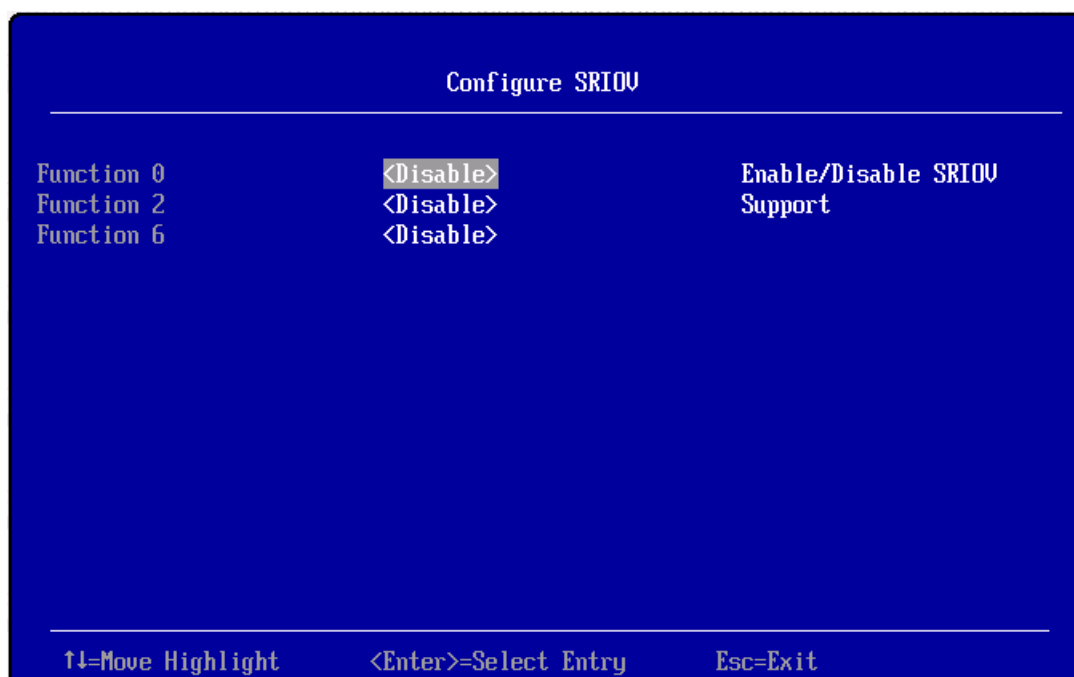 Configure SRIOV
Function 0 <Disable> Enable/Disable SRIOV
Function 2 <Disable> Support
Function 6 <Disable>
↑↓=Move Highlight <Enter>=Select Entry Esc=Exit